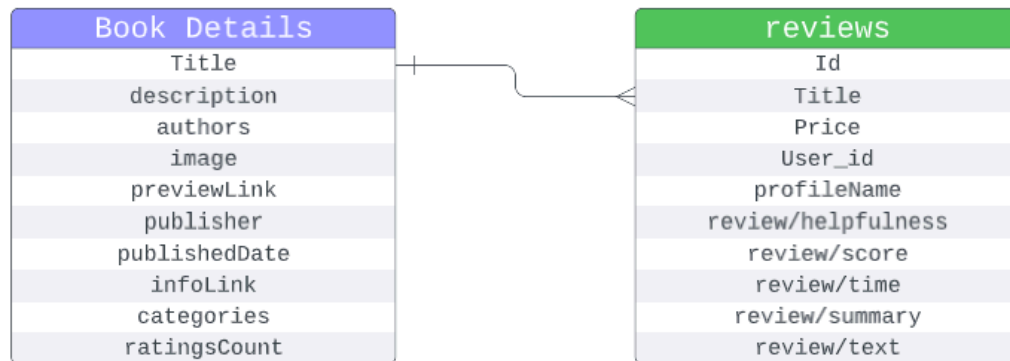 Book Details
Title
description
authors
image
previewLink
publisher
publishedDate
infoLink
categories
ratingsCount
reviews
Id
Title
Price
User_id
profileName
review/helpfulness
review/score
review/time
review/summary
review/text